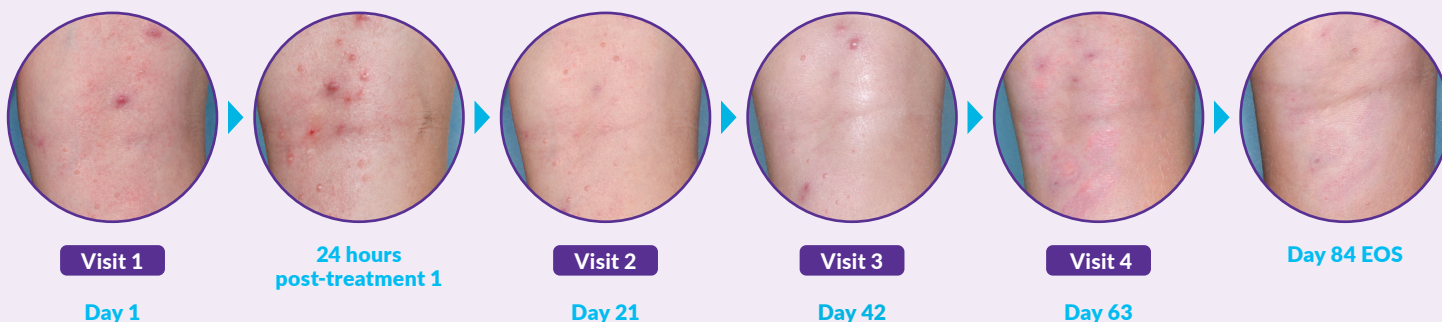 Visit 1
Day 1
24 hours
post-treatment 1
Visit 2
Day 21
Visit 3
Day 42
Visit 4
Day 63
Day 84 EOS